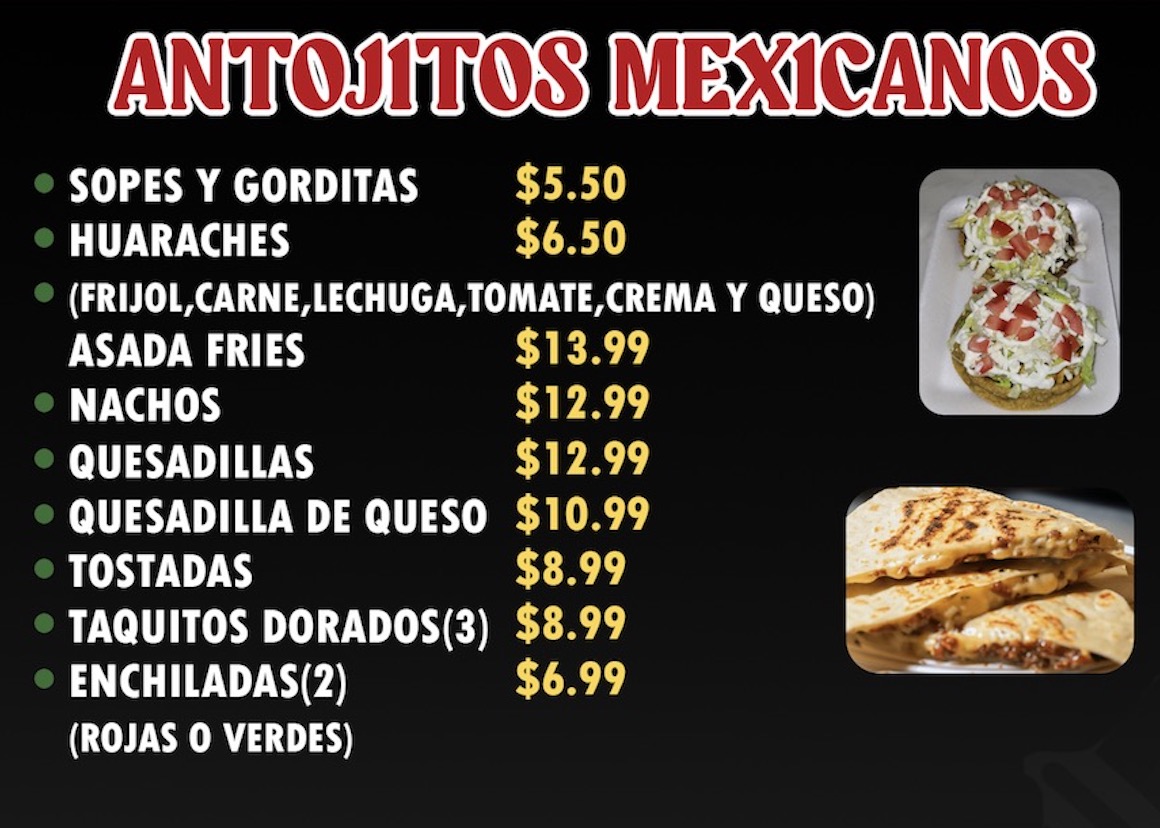 ANTOJITOS MEXICANOS
SOPES Y GORDITAS $5.50
HUARACHES $6.50
(FRIJOL,CARNE,LECHUGA,TOMATE,CREMA Y QUESO)
ASADA FRIES $13.99
NACHOS $12.99
QUESADILLAS $12.99
QUESADILLA DE QUESO $10.99
TOSTADAS $8.99
TAQUITOS DORADOS(3) $8.99
ENCHILADAS(2) $6.99
(ROJAS O VERDES)